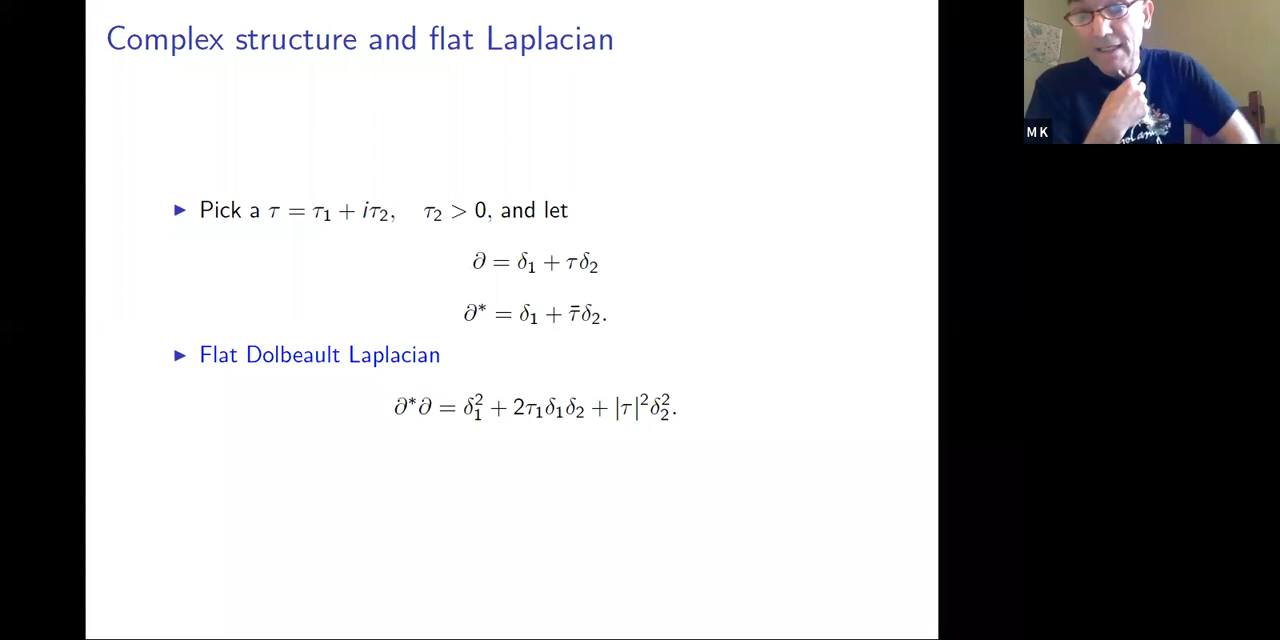 Complex structure and flat Laplacian
▶ Pick a τ = τ₁ + iτ₂, τ₂ > 0, and let
∂ = δ₁ + τδ₂
∂* = δ₁ + τ̄δ₂.
▶ Flat Dolbeault Laplacian
∂*∂ = δ₁² + 2τ₁δ₁δ₂ + |τ|²δ₂².
M K